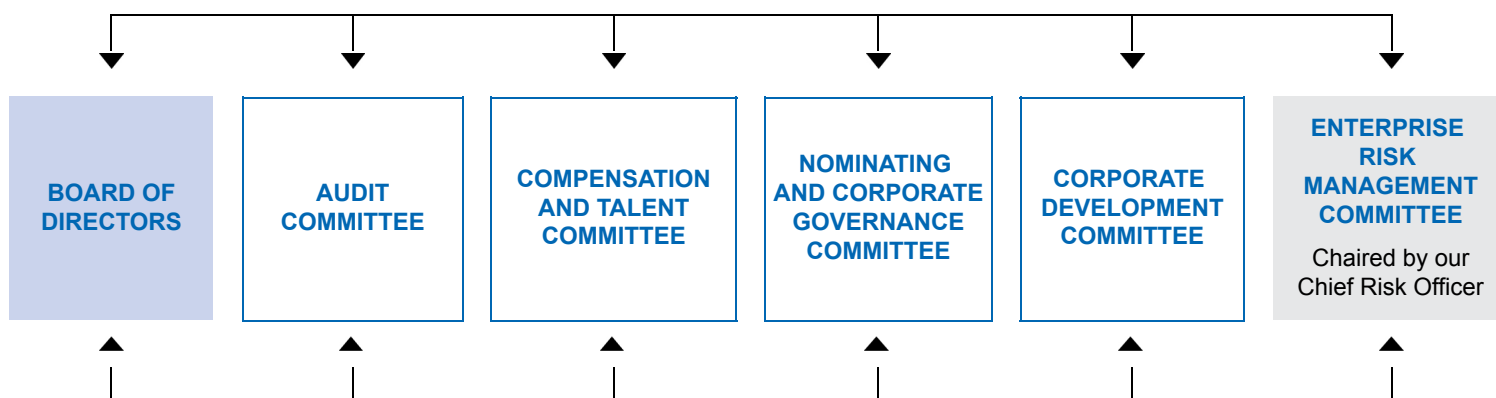 BOARD OF
DIRECTORS
AUDIT
COMMITTEE
COMPENSATION
AND TALENT
COMMITTEE
NOMINATING
AND CORPORATE
GOVERNANCE
COMMITTEE
CORPORATE
DEVELOPMENT
COMMITTEE
ENTERPRISE
RISK
MANAGEMENT
COMMITTEE
Chaired by our
Chief Risk Officer